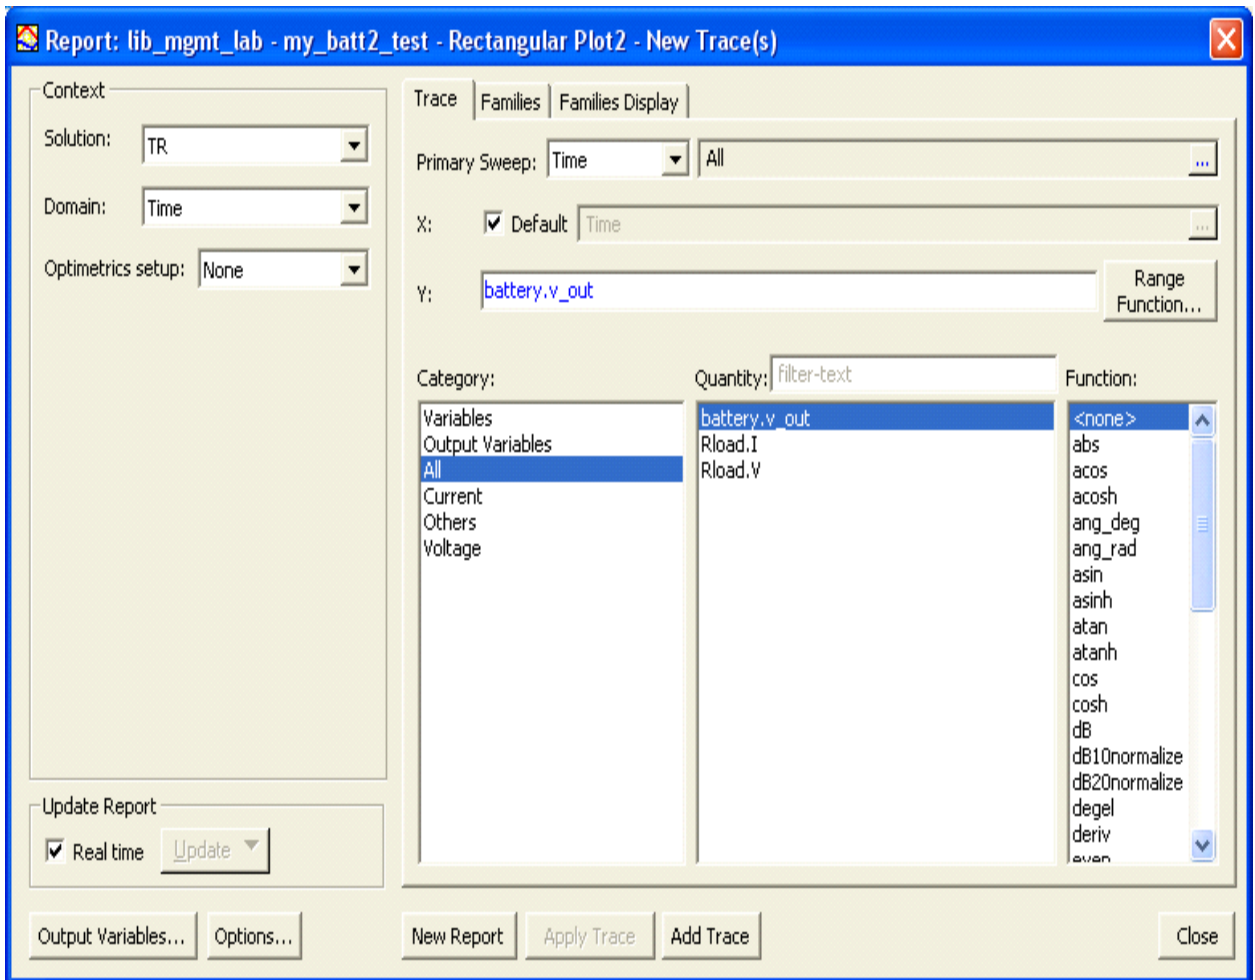 Report: lib_mgmt_lab - my_batt2_test - Rectangular Plot2 - New Trace(s)
Context
Solution: TR
Domain: Time
Optimetrics setup: None
Update Report
Real time Update
Trace Families Families Display
Primary Sweep: Time All ...
X: Default Time ...
Y: battery.v_out
Range
Function...
Category:
Variables
Output Variables
All
Current
Others
Voltage
Quantity: filter-text
battery.v_out
Rload.I
Rload.V
Function:
<none>
abs
acos
acosh
ang_deg
ang_rad
asin
asinh
atan
atanh
cos
cosh
dB
dB10normalize
dB20normalize
degel
deriv
even
Output Variables... Options... New Report Apply Trace Add Trace Close